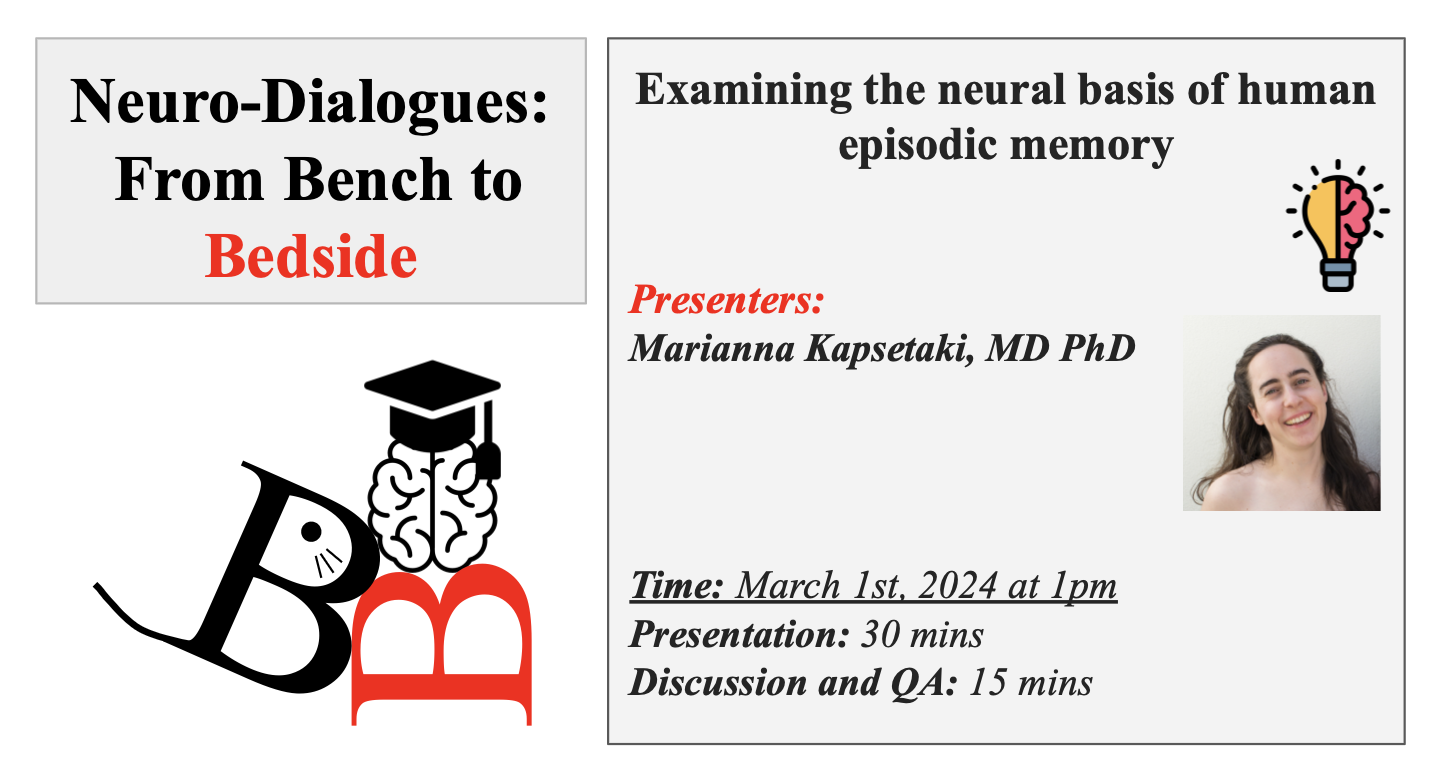 Neuro-Dialogues:
From Bench to
Bedside
B
B
Examining the neural basis of human
episodic memory
Presenters:
Marianna Kapsetaki, MD PhD
Time: March 1st, 2024 at 1pm
Presentation: 30 mins
Discussion and QA: 15 mins